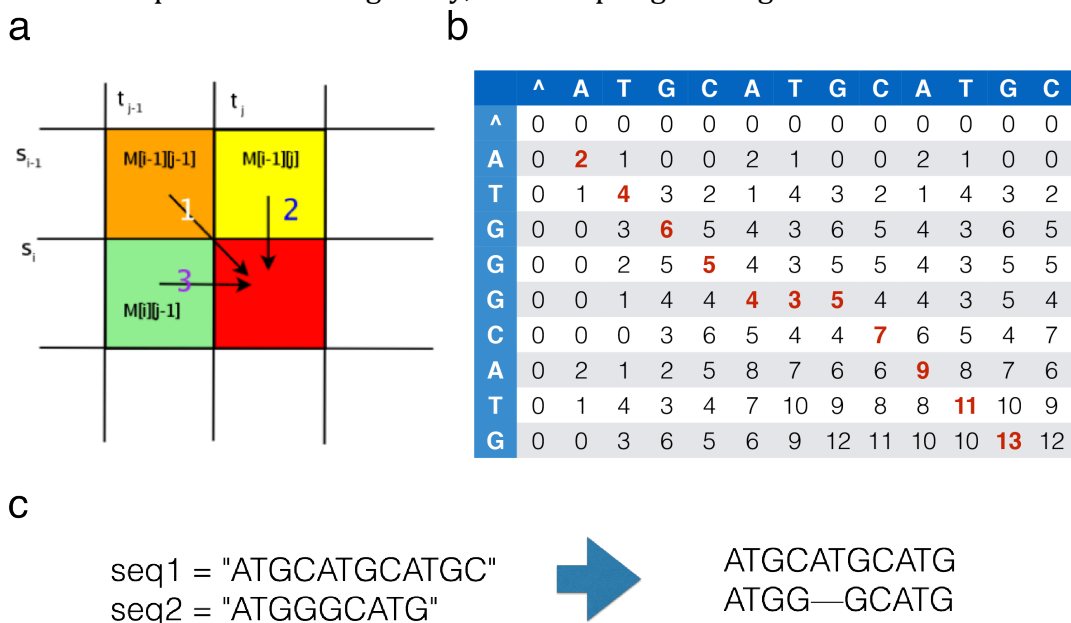 a
b
t j-1
t j
s i-1
M[i-1][j-1]
M[i-1][j]
1
2
s i
3
M[i][j-1]
^ A T G C A T G C A T G C
^ 0 0 0 0 0 0 0 0 0 0 0 0 0
A 0 2 1 0 0 2 1 0 0 2 1 0 0
T 0 1 4 3 2 1 4 3 2 1 4 3 2
G 0 0 3 6 5 4 3 6 5 4 3 6 5
G 0 0 2 5 5 4 3 5 5 4 3 5 5
G 0 0 1 4 4 4 3 5 4 4 3 5 4
C 0 0 0 3 6 5 4 4 7 6 5 4 7
A 0 2 1 2 5 8 7 6 6 9 8 7 6
T 0 1 4 3 4 7 10 9 8 8 11 10 9
G 0 0 3 6 5 6 9 12 11 10 10 13 12
c
seq1 = "ATGCATGCATGC"
seq2 = "ATGGGCATG"
ATGCATGCATG
ATGG—GCATG